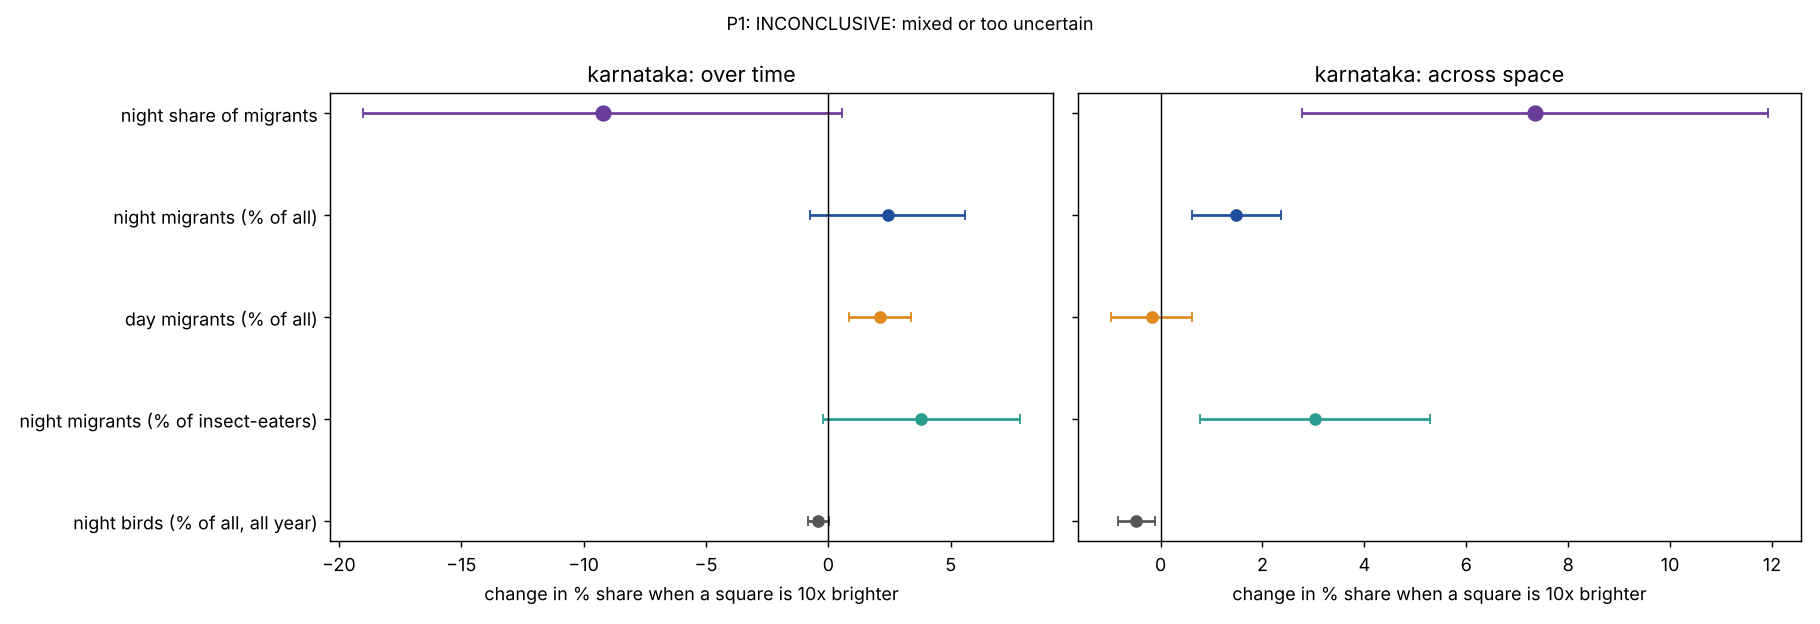 P1: INCONCLUSIVE: mixed or too uncertain
karnataka: over time
karnataka: across space
night share of migrants
night migrants (% of all)
day migrants (% of all)
night migrants (% of insect-eaters)
night birds (% of all, all year)
−20 −15 −10 −5 0 5
0 2 4 6 8 10 12
change in % share when a square is 10x brighter
change in % share when a square is 10x brighter